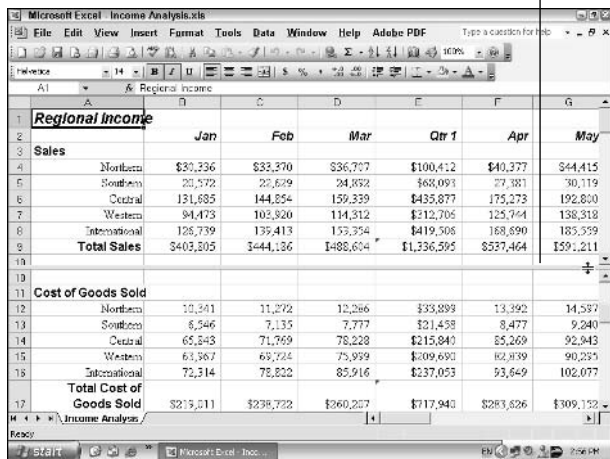 Microsoft Excel - Income Analysis.xls
File Edit View Insert Format Tools Data Window Help Adobe PDF Type a question for help
Helvetica 14 B I U $ % ,
100%
A1 fx Regional Income
A B C D E F G
1 Regional Income
2 Jan Feb Mar Qtr 1 Apr May
3 Sales
4 Northern $30,336 $33,370 $36,707 $100,412 $40,377 $44,415
5 Southern 20,572 22,629 24,892 $68,093 27,381 30,119
6 Central 131,685 144,854 159,339 $435,877 175,273 192,800
7 Western 94,473 103,920 114,312 $312,706 125,744 138,318
8 International 126,739 139,413 153,354 $419,506 168,690 185,559
9 Total Sales $403,805 $444,186 $488,604 $1,336,595 $537,464 $591,211
10
10
11 Cost of Goods Sold
12 Northern 10,341 11,272 12,286 $33,899 13,392 14,597
13 Southern 6,546 7,135 7,777 $21,458 8,477 9,240
14 Central 65,843 71,769 78,228 $215,840 85,269 92,943
15 Western 63,967 69,724 75,999 $209,690 82,839 90,295
16 International 72,314 78,822 85,916 $237,053 93,649 102,077
Total Cost of
17 Goods Sold $219,011 $238,722 $260,207 $717,940 $283,626 $309,152
Income Analysis
Ready
start Microsoft Excel - Inco... EN 2:56 PM